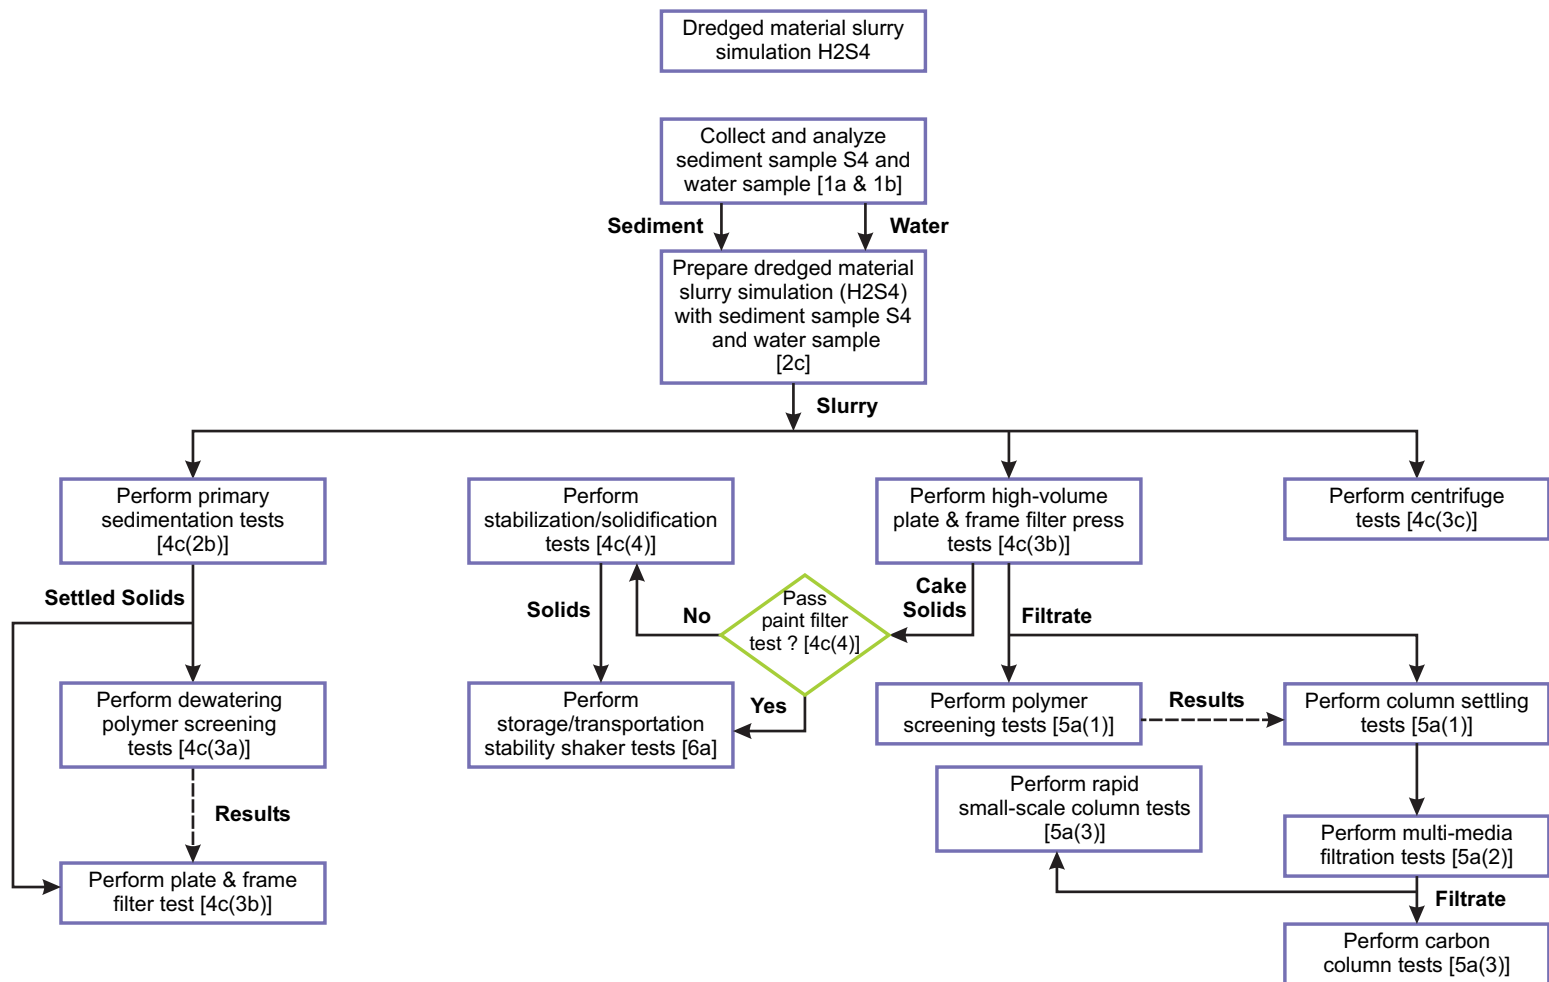 Dredged material slurry
simulation H2S4
Collect and analyze
sediment sample S4 and
water sample [1a & 1b]
Sediment
Water
Prepare dredged material
slurry simulation (H2S4)
with sediment sample S4
and water sample
[2c]
Slurry
Perform primary
sedimentation tests
[4c(2b)]
Perform
stabilization/solidification
tests [4c(4)]
Perform high-volume
plate & frame filter press
tests [4c(3b)]
Perform centrifuge
tests [4c(3c)]
Settled Solids
Solids
No
Pass
paint filter
test ? [4c(4)]
Cake
Solids
Filtrate
Yes
Perform dewatering
polymer screening
tests [4c(3a)]
Perform
storage/transportation
stability shaker tests [6a]
Perform polymer
screening tests [5a(1)]
Results
Perform column settling
tests [5a(1)]
Results
Perform rapid
small-scale column tests
[5a(3)]
Perform multi-media
filtration tests [5a(2)]
Perform plate & frame
filter test [4c(3b)]
Filtrate
Perform carbon
column tests [5a(3)]